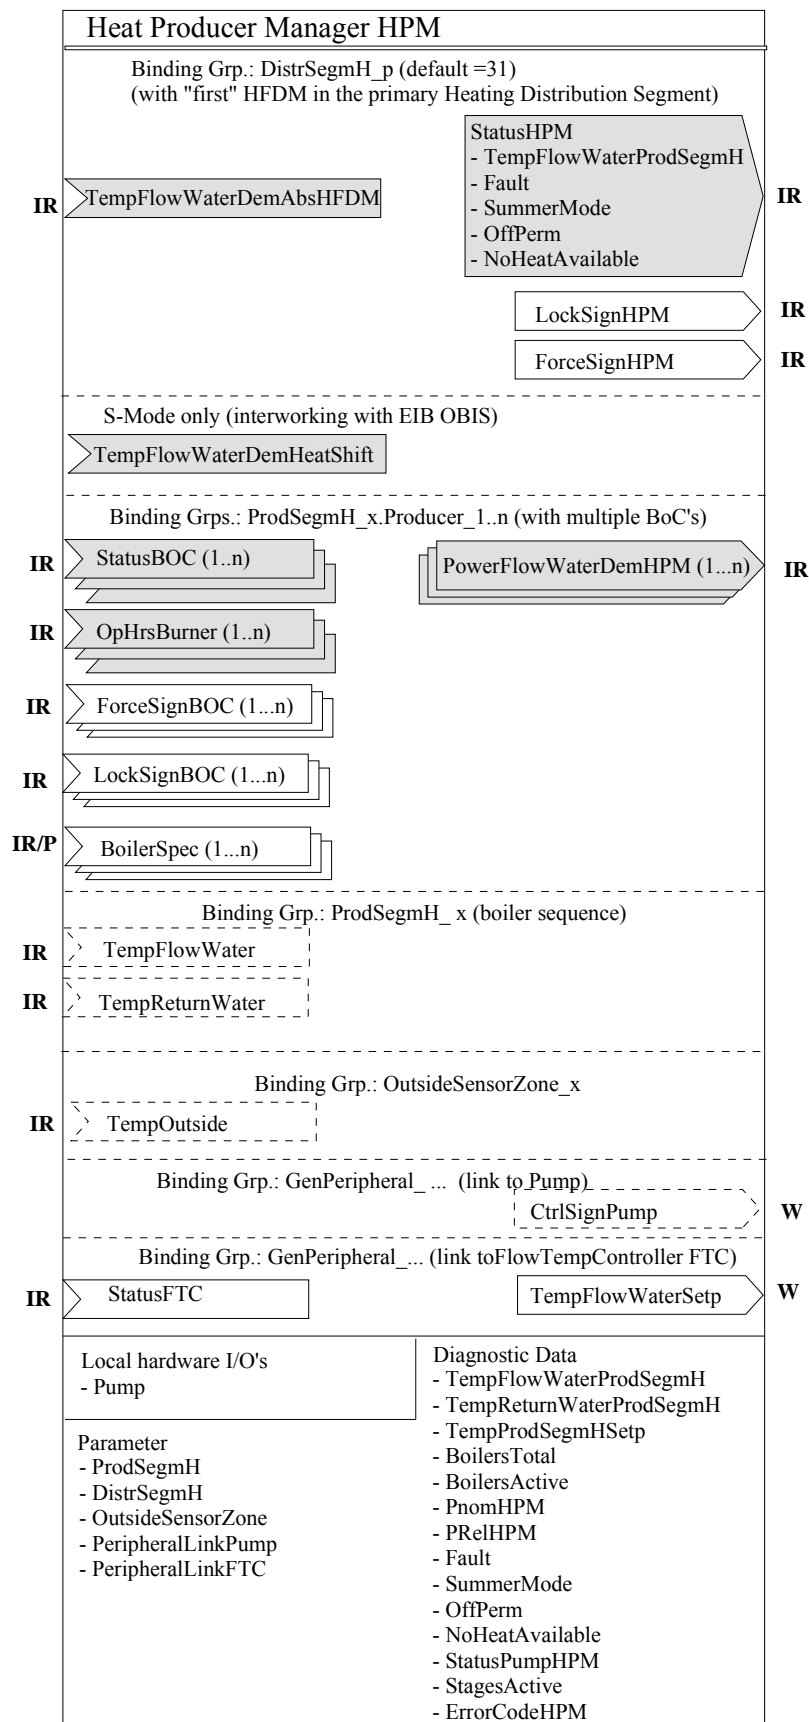 Heat Producer Manager HPM
Binding Grp.: DistrSegmH_p (default =31)
(with "first" HFDM in the primary Heating Distribution Segment)
IR
TempFlowWaterDemAbsHFDM
StatusHPM
- TempFlowWaterProdSegmH
- Fault
- SummerMode
- OffPerm
- NoHeatAvailable
IR
LockSignHPM
IR
ForceSignHPM
IR
S-Mode only (interworking with EIB OBIS)
TempFlowWaterDemHeatShift
Binding Grps.: ProdSegmH_x.Producer_1..n (with multiple BoC's)
IR
StatusBOC (1..n)
PowerFlowWaterDemHPM (1...n)
IR
IR
OpHrsBurner (1..n)
IR
ForceSignBOC (1...n)
IR
LockSignBOC (1...n)
IR/P
BoilerSpec (1...n)
Binding Grp.: ProdSegmH_ x (boiler sequence)
IR
TempFlowWater
IR
TempReturnWater
Binding Grp.: OutsideSensorZone_x
IR
TempOutside
Binding Grp.: GenPeripheral_ ... (link to Pump)
CtrlSignPump
W
Binding Grp.: GenPeripheral_... (link toFlowTempController FTC)
IR
StatusFTC
TempFlowWaterSetp
W
Local hardware I/O's
- Pump
Parameter
- ProdSegmH
- DistrSegmH
- OutsideSensorZone
- PeripheralLinkPump
- PeripheralLinkFTC
Diagnostic Data
- TempFlowWaterProdSegmH
- TempReturnWaterProdSegmH
- TempProdSegmHSetp
- BoilersTotal
- BoilersActive
- PnomHPM
- PRelHPM
- Fault
- SummerMode
- OffPerm
- NoHeatAvailable
- StatusPumpHPM
- StagesActive
- ErrorCodeHPM